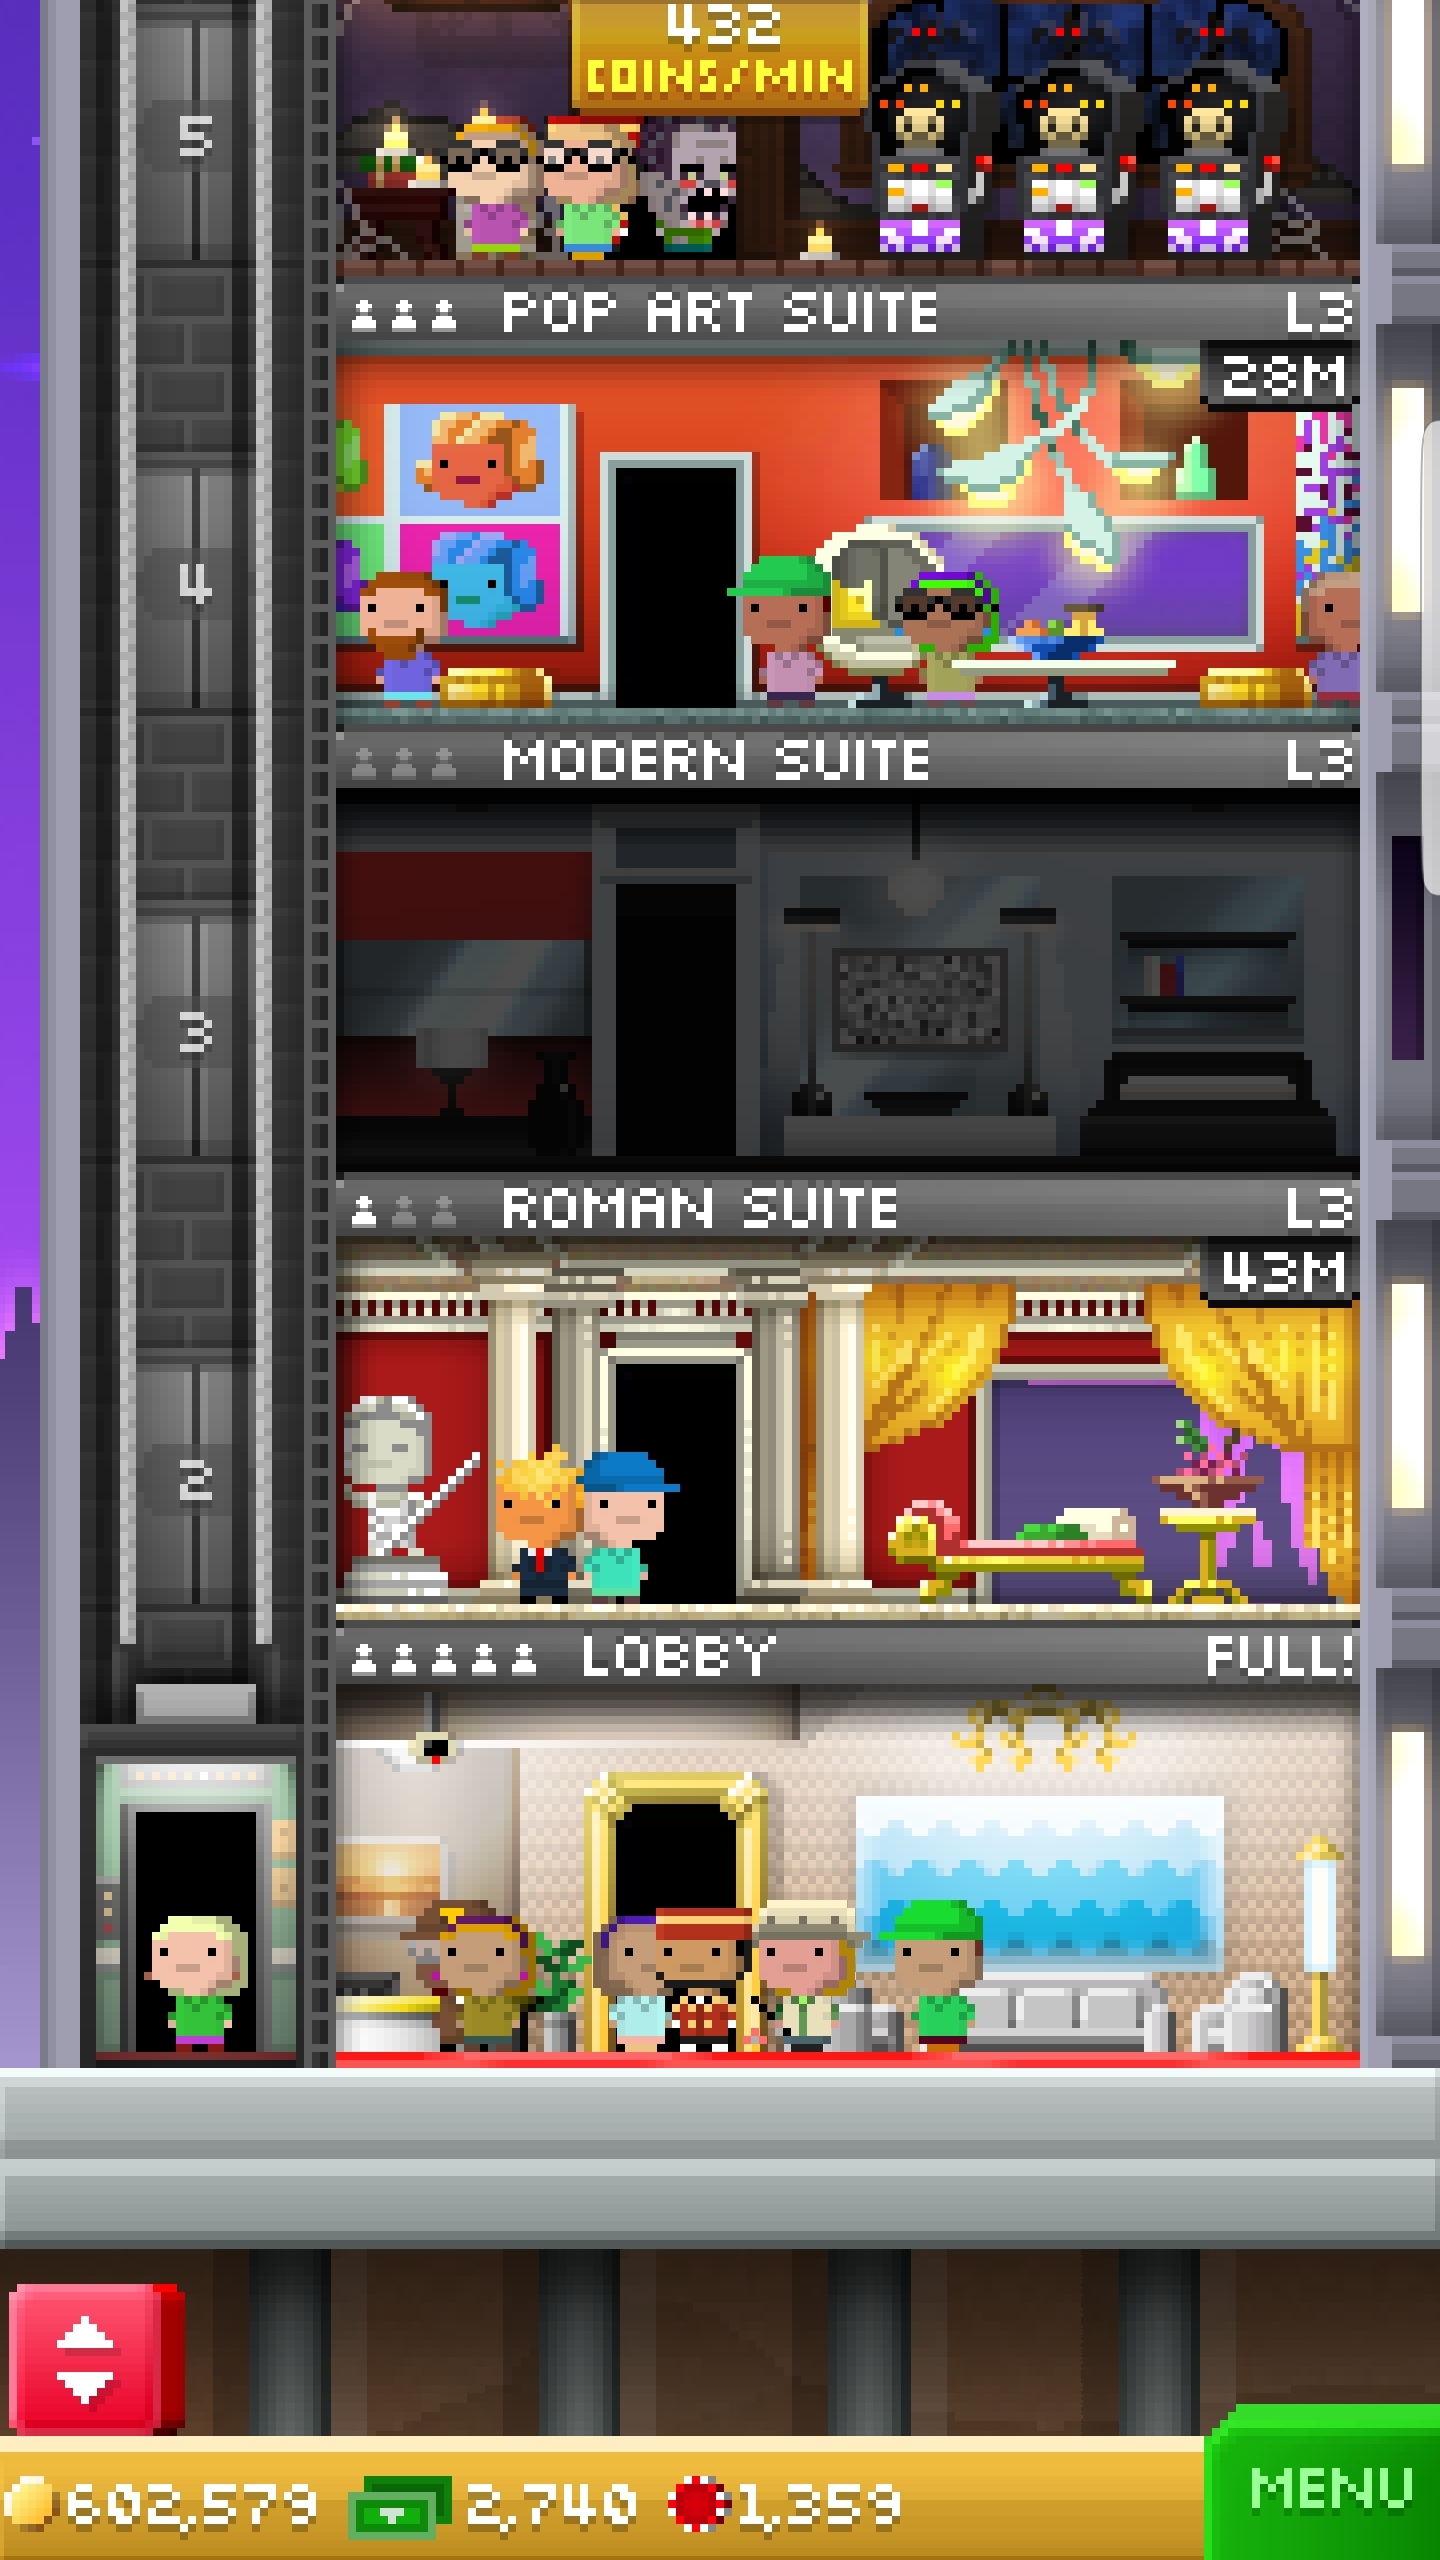 432
COINS/MIN
5
POP ART SUITE L3
28M
4
MODERN SUITE L3
3
ROMAN SUITE L3
43M
2
LOBBY FULL!
602,579 2,740 1,359
MENU